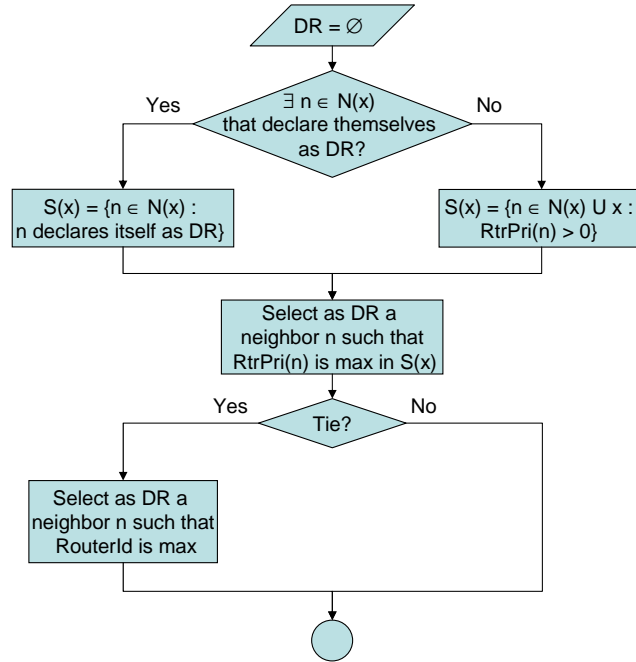 DR = ∅
∃ n ∈ N(x)
that declare themselves
as DR?
Yes
No
S(x) = {n ∈ N(x) :
n declares itself as DR}
S(x) = {n ∈ N(x) U x :
RtrPri(n) > 0}
Select as DR a
neighbor n such that
RtrPri(n) is max in S(x)
Yes
Tie?
No
Select as DR a
neighbor n such that
RouterId is max